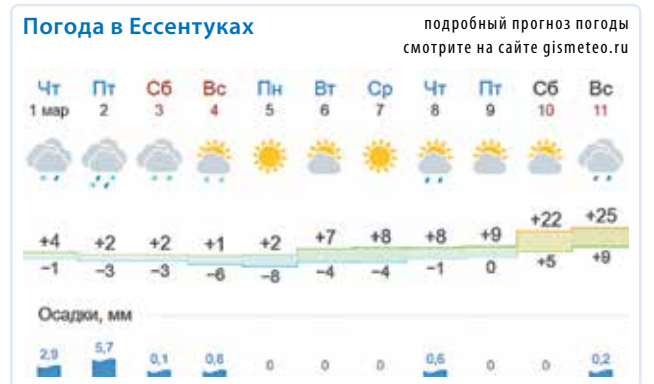 Погода в Ессентуках
подробный прогноз погоды
смотрите на сайте gismeteo.ru
Чт Пт Сб Вс Пн Вт Ср Чт Пт Сб Вс
1 мар 2 3 4 5 6 7 8 9 10 11
+4 +2 +2 +1 +2 +7 +8 +8 +9 +22 +25
−1 −3 −3 −6 −8 −4 −4 −1 0 +5 +9
Осадки, мм
2,9 5,7 0,1 0,8 0 0 0 0,6 0 0 0,2